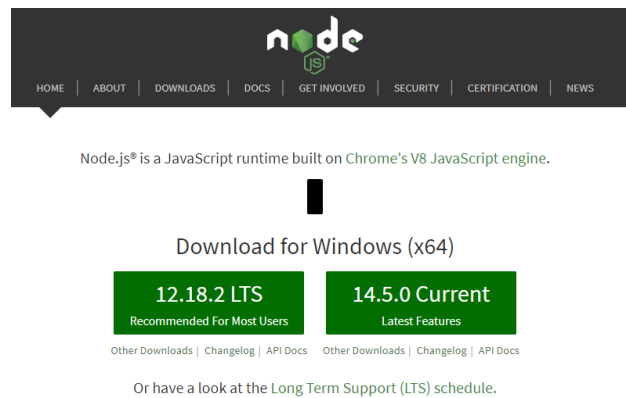 node
JS
HOME | ABOUT | DOWNLOADS | DOCS | GET INVOLVED | SECURITY | CERTIFICATION | NEWS
Node.js® is a JavaScript runtime built on Chrome's V8 JavaScript engine.
Download for Windows (x64)
12.18.2 LTS
Recommended For Most Users
14.5.0 Current
Latest Features
Other Downloads | Changelog | API Docs
Other Downloads | Changelog | API Docs
Or have a look at the Long Term Support (LTS) schedule.